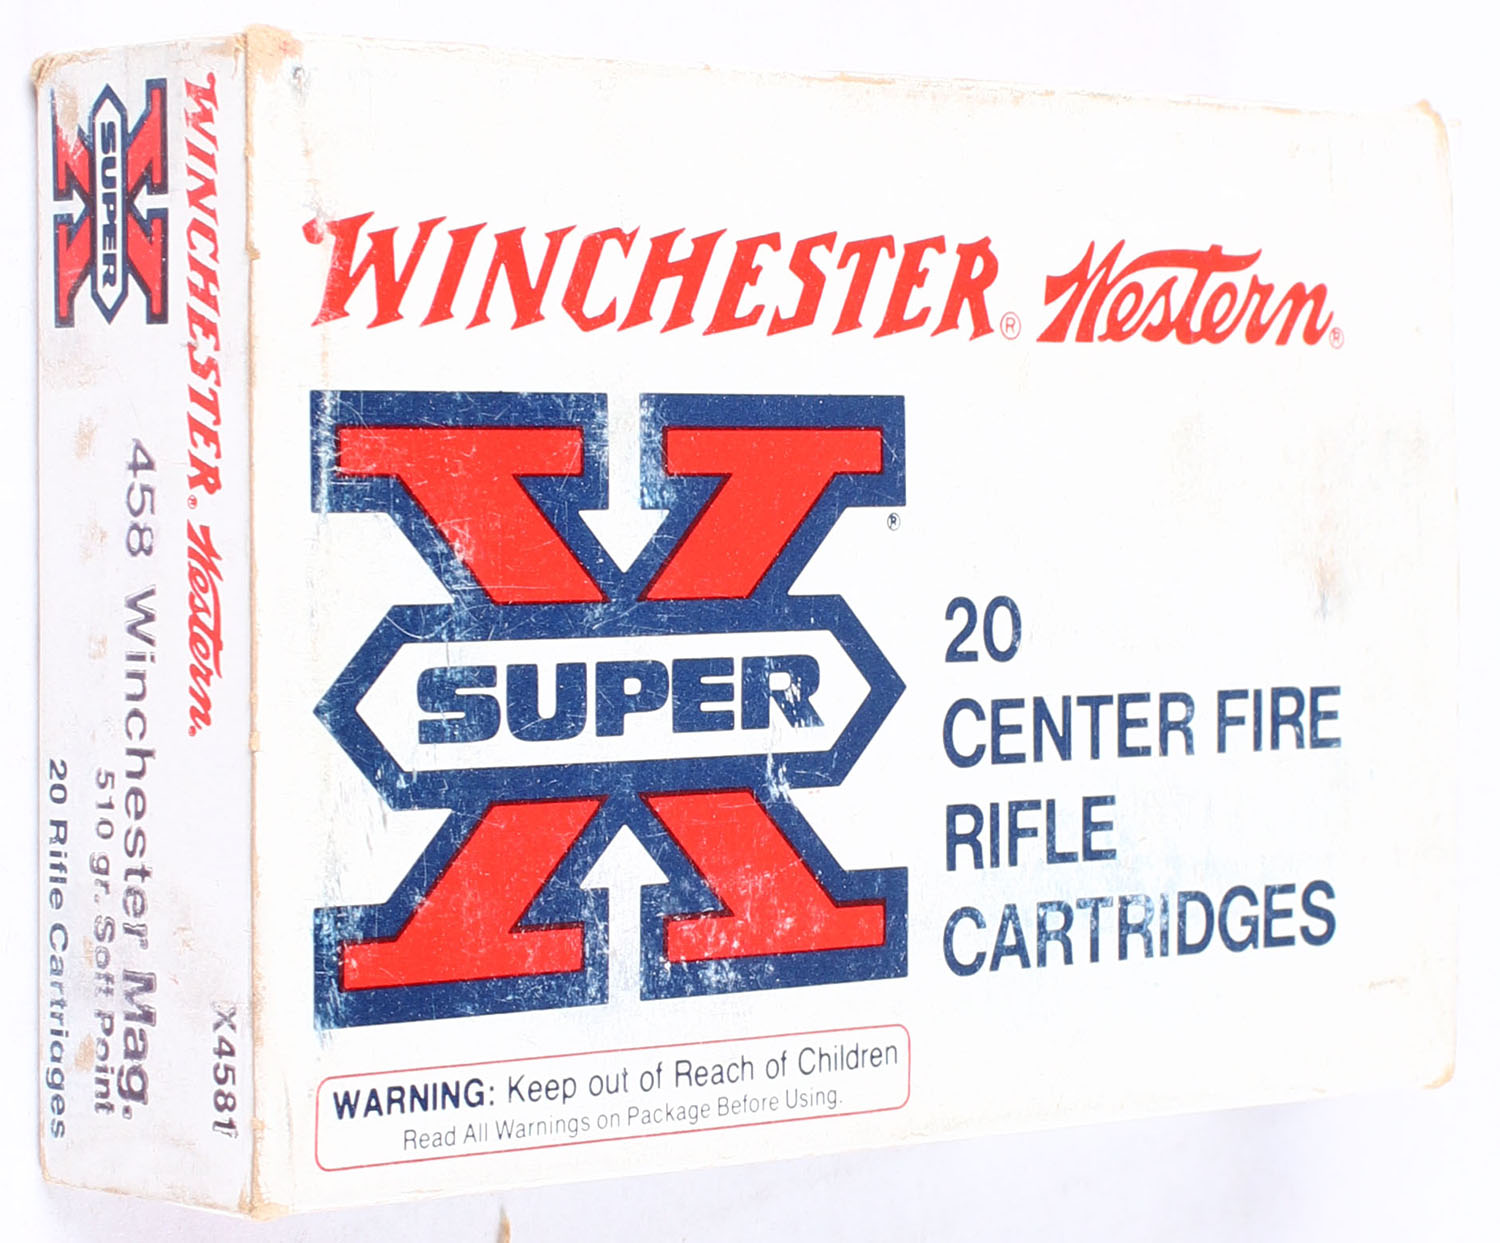 WINCHESTER® Western®
SUPER X®
20
CENTER FIRE
RIFLE
CARTRIDGES
WARNING: Keep out of Reach of Children
Read All Warnings on Package Before Using.
WINCHESTER® Western®
SUPER X
X4581
458 Winchester Mag.
510 gr. Soft Point
20 Rifle Cartridges